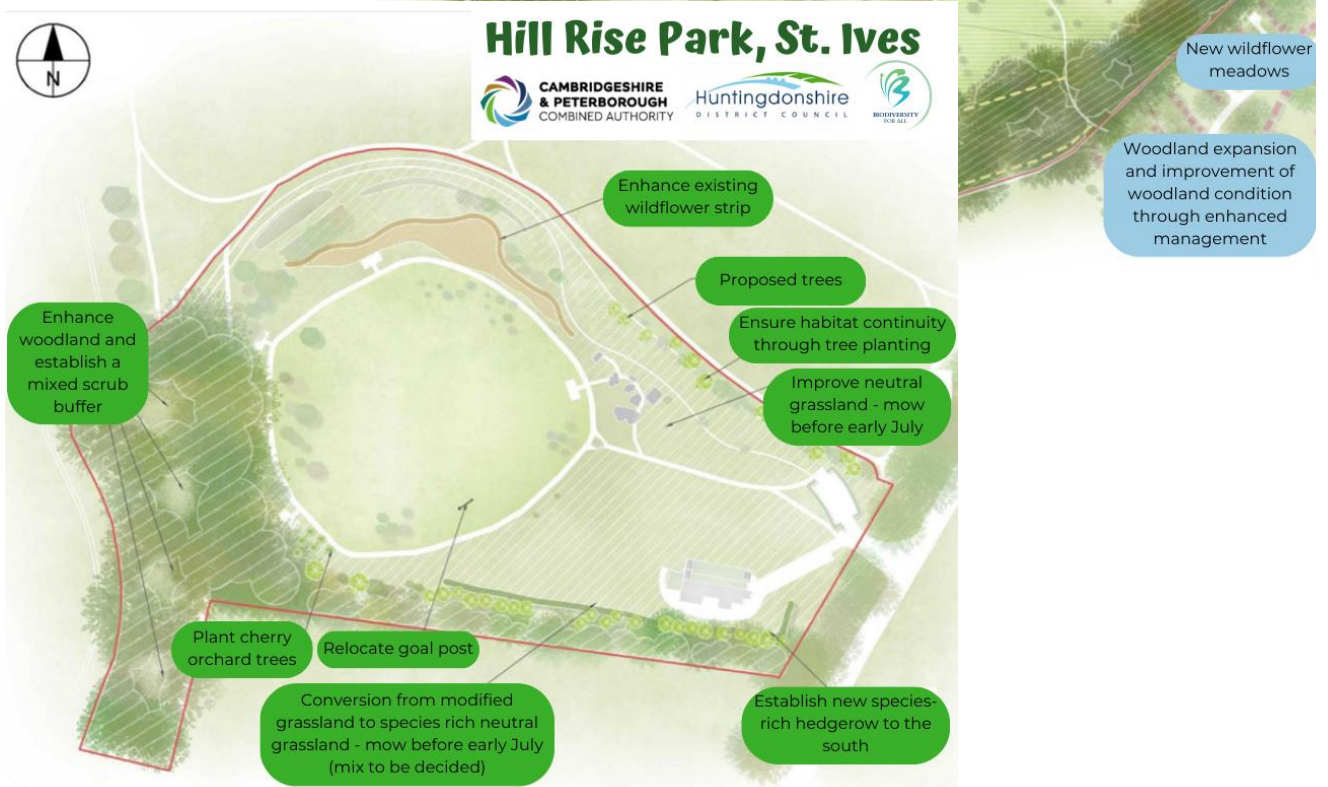 Hill Rise Park, St. Ives
N
CAMBRIDGESHIRE
& PETERBOROUGH
COMBINED AUTHORITY
Huntingdonshire
DISTRICT COUNCIL
BIODIVERSITY
FOR ALL
New wildflower
meadows
Woodland expansion
and improvement of
woodland condition
through enhanced
management
Enhance existing
wildflower strip
Proposed trees
Ensure habitat continuity
through tree planting
Improve neutral
grassland - mow
before early July
Enhance
woodland and
establish a
mixed scrub
buffer
Plant cherry
orchard trees
Relocate goal post
Conversion from modified
grassland to species rich neutral
grassland - mow before early July
(mix to be decided)
Establish new species-
rich hedgerow to the
south